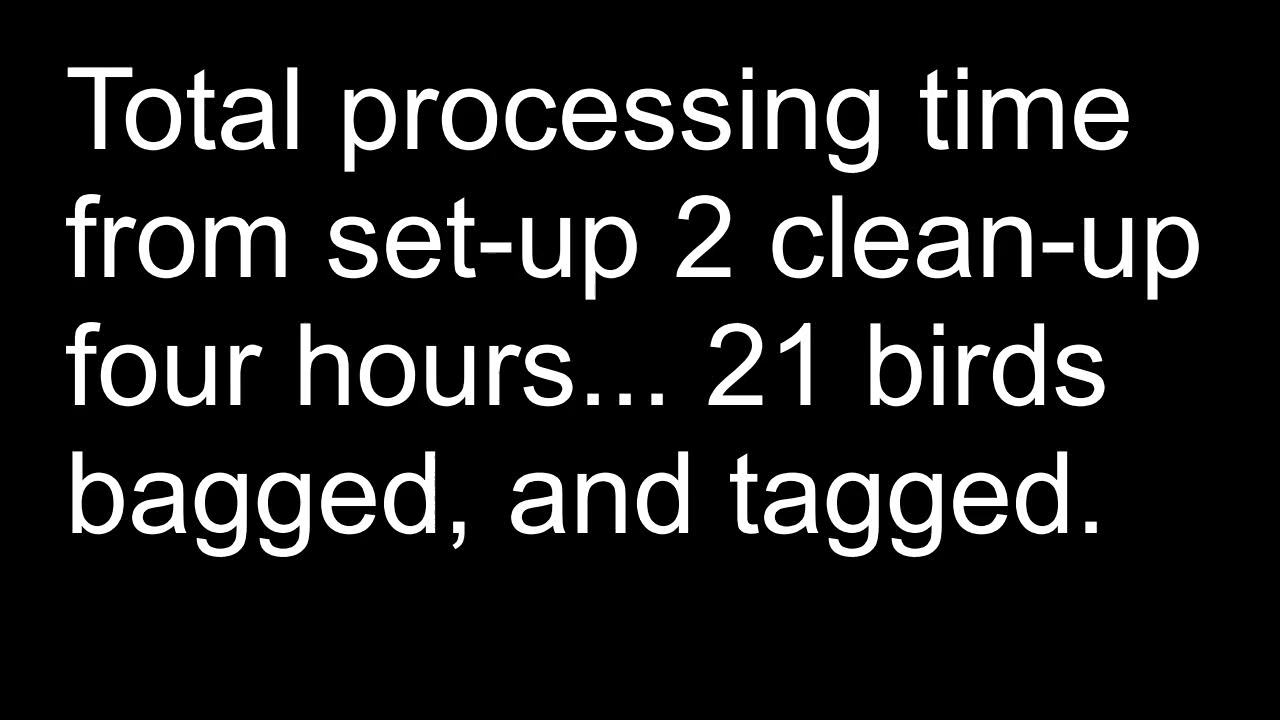 Total processing time
from set-up 2 clean-up
four hours... 21 birds
bagged, and tagged.